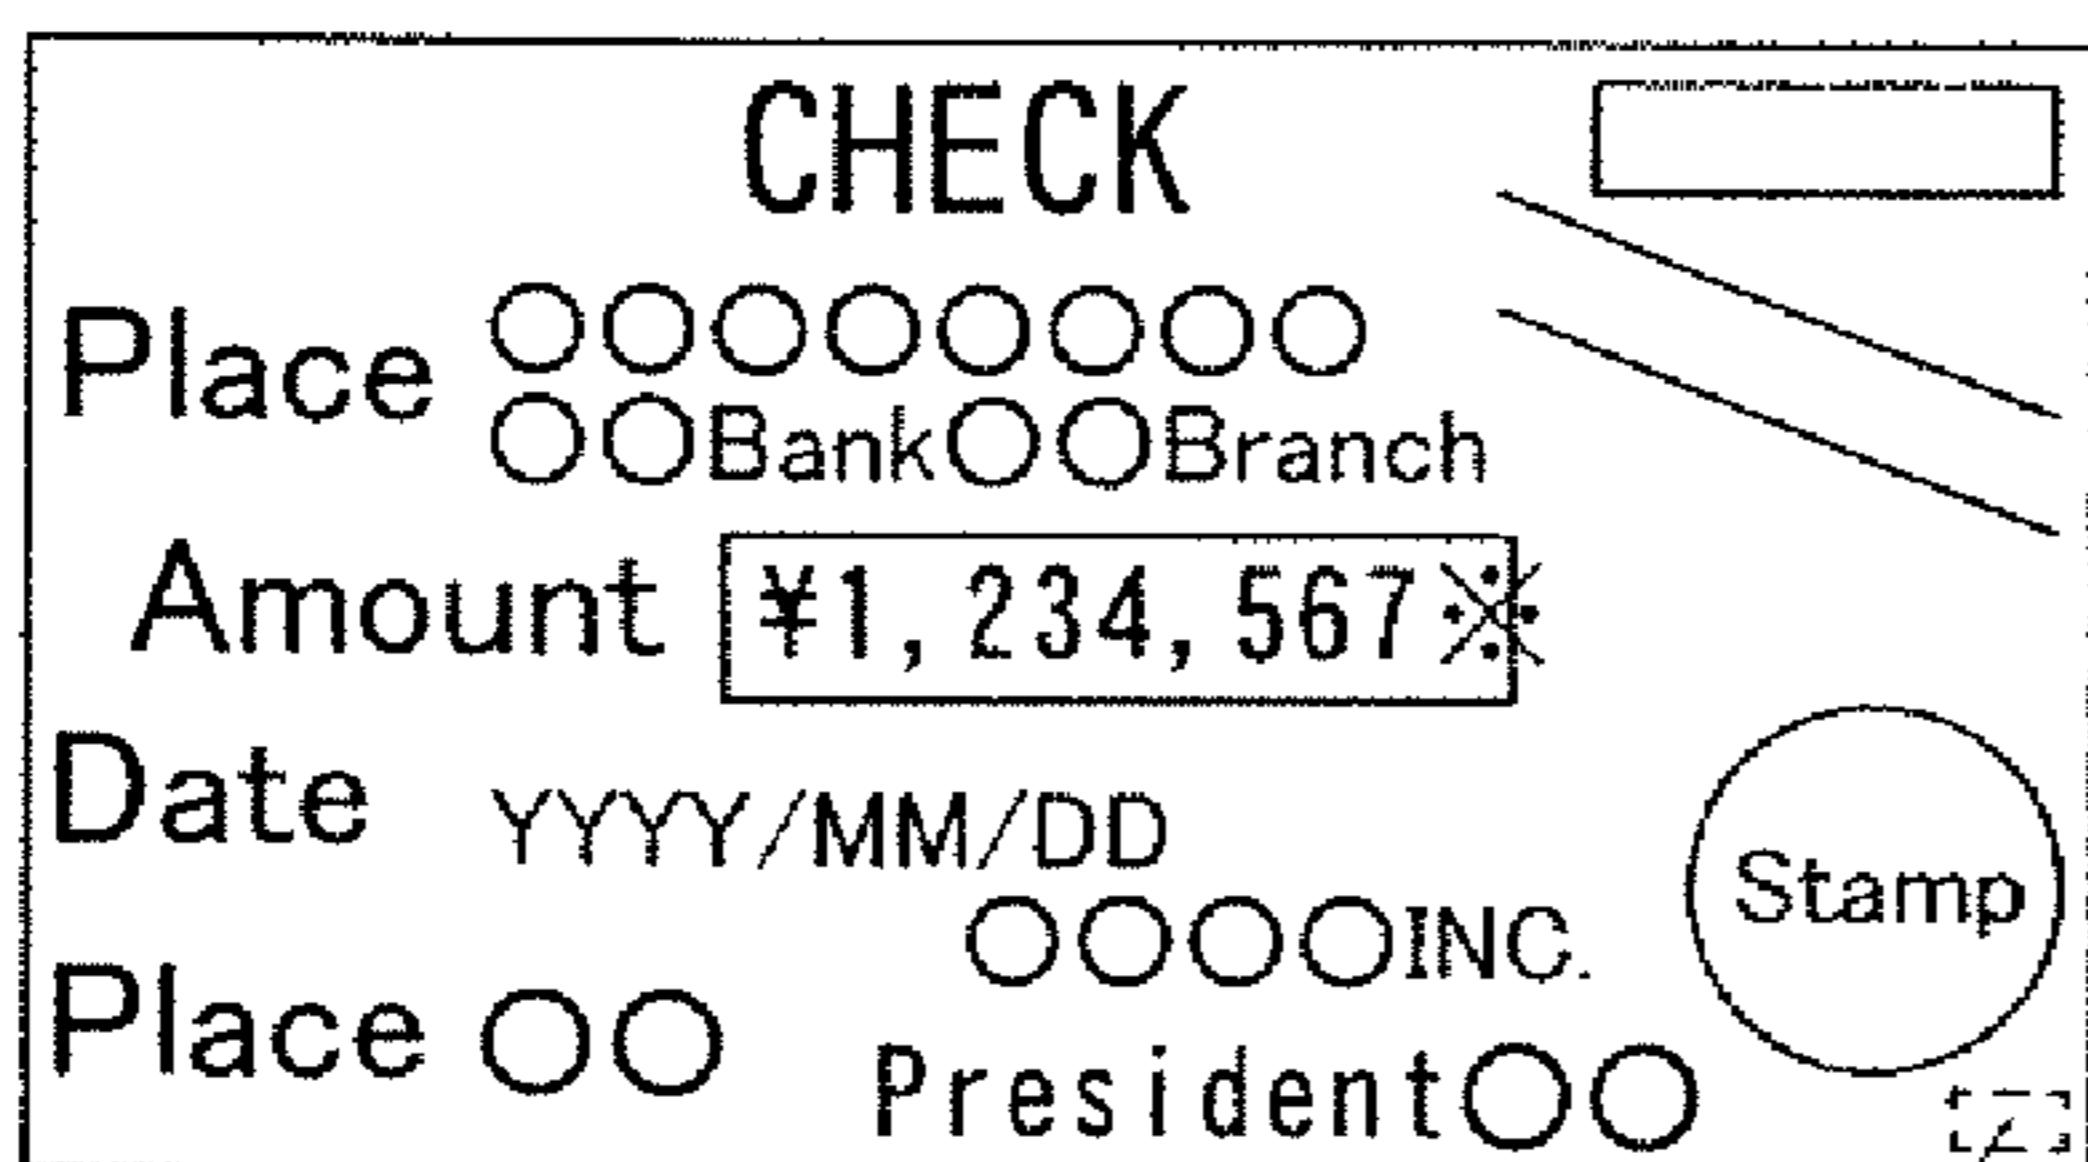 CHECK
Place ○○○○○○○○
○○Bank○○Branch
Amount ¥1,234,567※
Date YYYY/MM/DD
○○○○INC.
Stamp
Place ○○
President○○